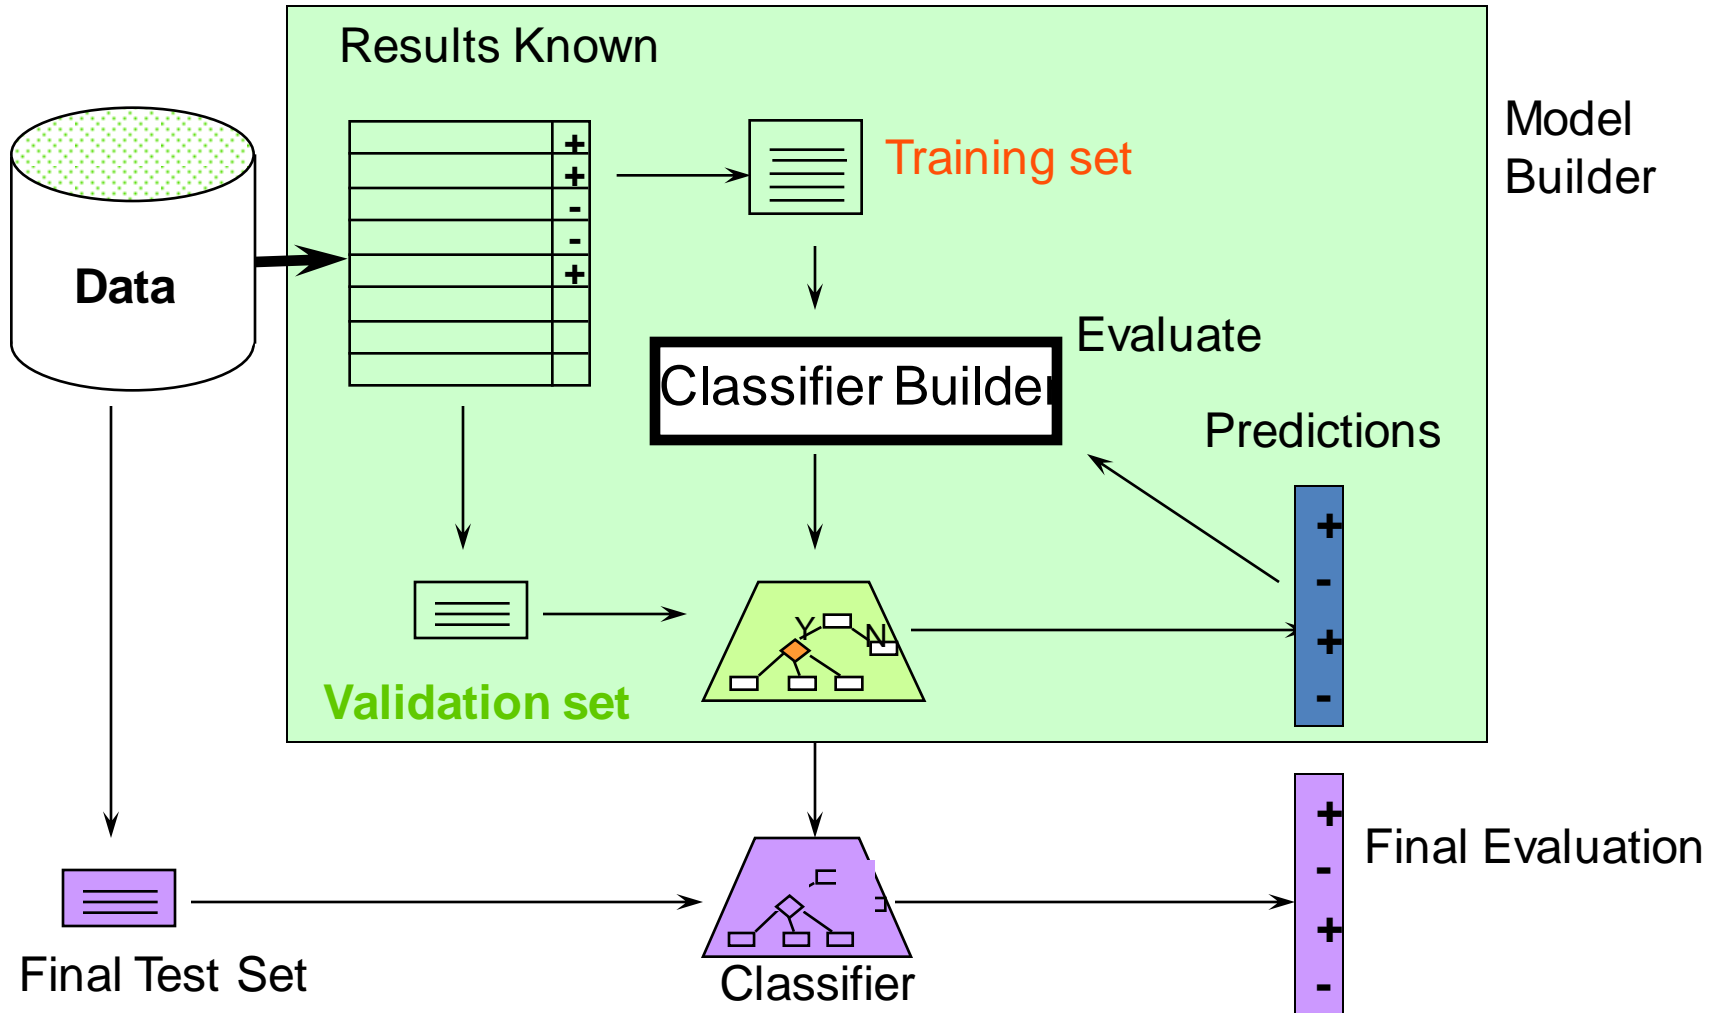 Results Known
Model
Builder
Data
+
+
-
-
+
Training set
Evaluate
Classifier Builder
Predictions
+
-
+
-
Y
N
Validation set
+
-
+
-
Final Evaluation
Final Test Set
Classifier